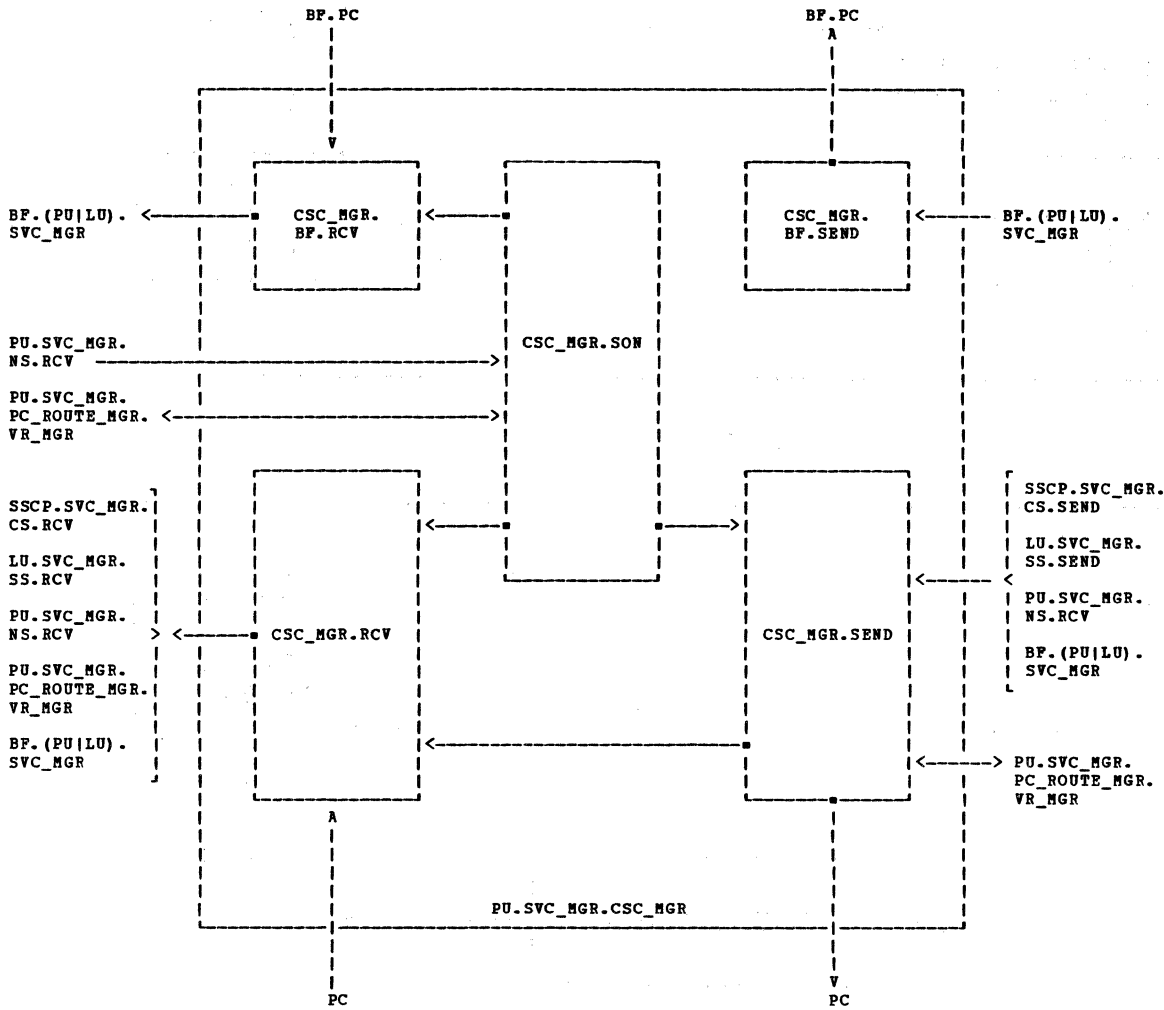 BF.PC
BF.PC
CSC_MGR.
BF.RCV
CSC_MGR.
BF.SEND
BF.(PU|LU).
SVC_MGR
BF.(PU|LU).
SVC_MGR
PU.SVC_MGR.
NS.RCV
CSC_MGR.SON
PU.SVC_MGR.
PC_ROUTE_MGR.
VR_MGR
SSCP.SVC_MGR.
CS.RCV
LU.SVC_MGR.
SS.RCV
PU.SVC_MGR.
NS.RCV
PU.SVC_MGR.
PC_ROUTE_MGR.
VR_MGR
BF.(PU|LU).
SVC_MGR
CSC_MGR.RCV
CSC_MGR.SEND
SSCP.SVC_MGR.
CS.SEND
LU.SVC_MGR.
SS.SEND
PU.SVC_MGR.
NS.RCV
BF.(PU|LU).
SVC_MGR
PU.SVC_MGR.
PC_ROUTE_MGR.
VR_MGR
PU.SVC_MGR.CSC_MGR
PC
PC